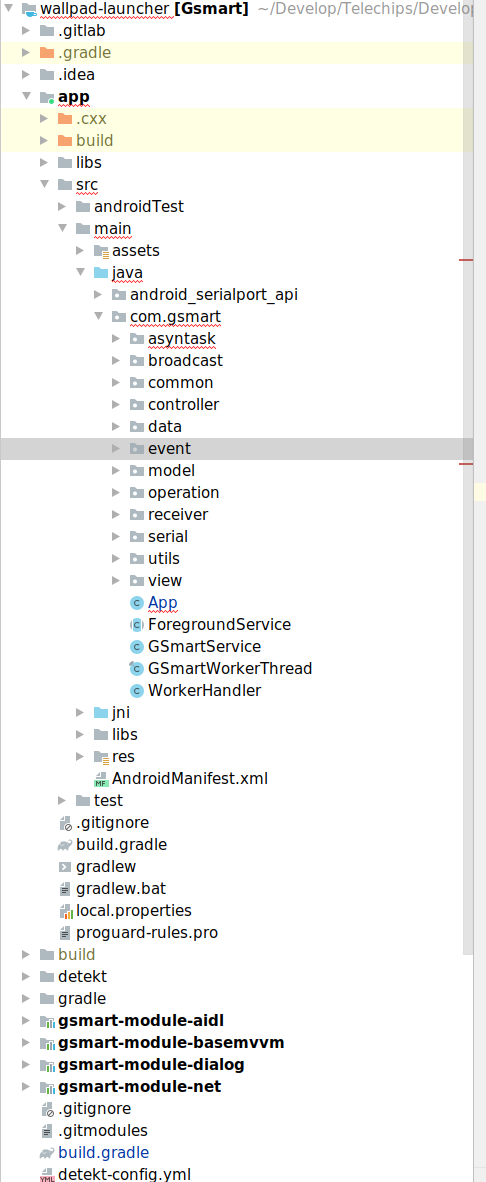 wallpad-launcher [Gsmart] ~/Develop/Telechips/Develop
.gitlab
.gradle
.idea
app
.cxx
build
libs
src
androidTest
main
assets
java
android_serialport_api
com.gsmart
asyntask
broadcast
common
controller
data
event
model
operation
receiver
serial
utils
view
App
ForegroundService
GSmartService
GSmartWorkerThread
WorkerHandler
jni
libs
res
AndroidManifest.xml
test
.gitignore
build.gradle
gradlew
gradlew.bat
local.properties
proguard-rules.pro
build
detekt
gradle
gsmart-module-aidl
gsmart-module-basemvvm
gsmart-module-dialog
gsmart-module-net
.gitignore
.gitmodules
build.gradle
detekt-config.yml